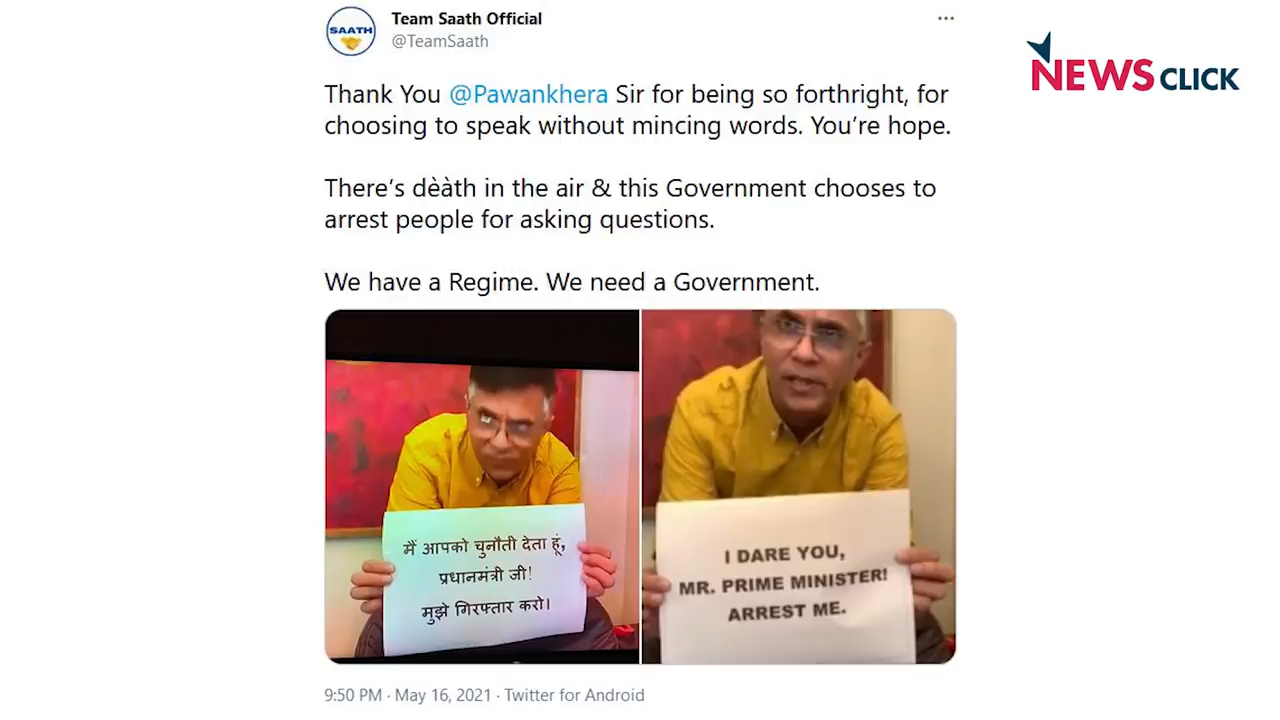 Team Saath Official
@TeamSaath
SAATH
NEWSCLICK
Thank You @Pawankhera Sir for being so forthright, for
choosing to speak without mincing words. You’re hope.
There’s dèàth in the air & this Government chooses to
arrest people for asking questions.
We have a Regime. We need a Government.
मैं आपको चुनौती देता हूं,
प्रधानमंत्री जी!
मुझे गिरफ्तार करो।
I DARE YOU,
MR. PRIME MINISTER!
ARREST ME.
9:50 PM · May 16, 2021 · Twitter for Android